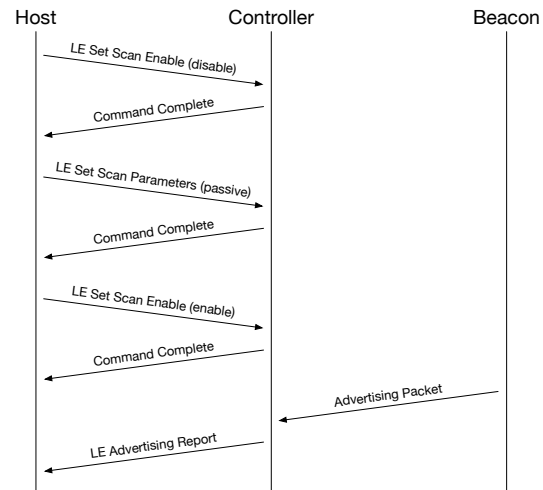 Host
Controller
Beacon
LE Set Scan Enable (disable)
Command Complete
LE Set Scan Parameters (passive)
Command Complete
LE Set Scan Enable (enable)
Command Complete
Advertising Packet
LE Advertising Report